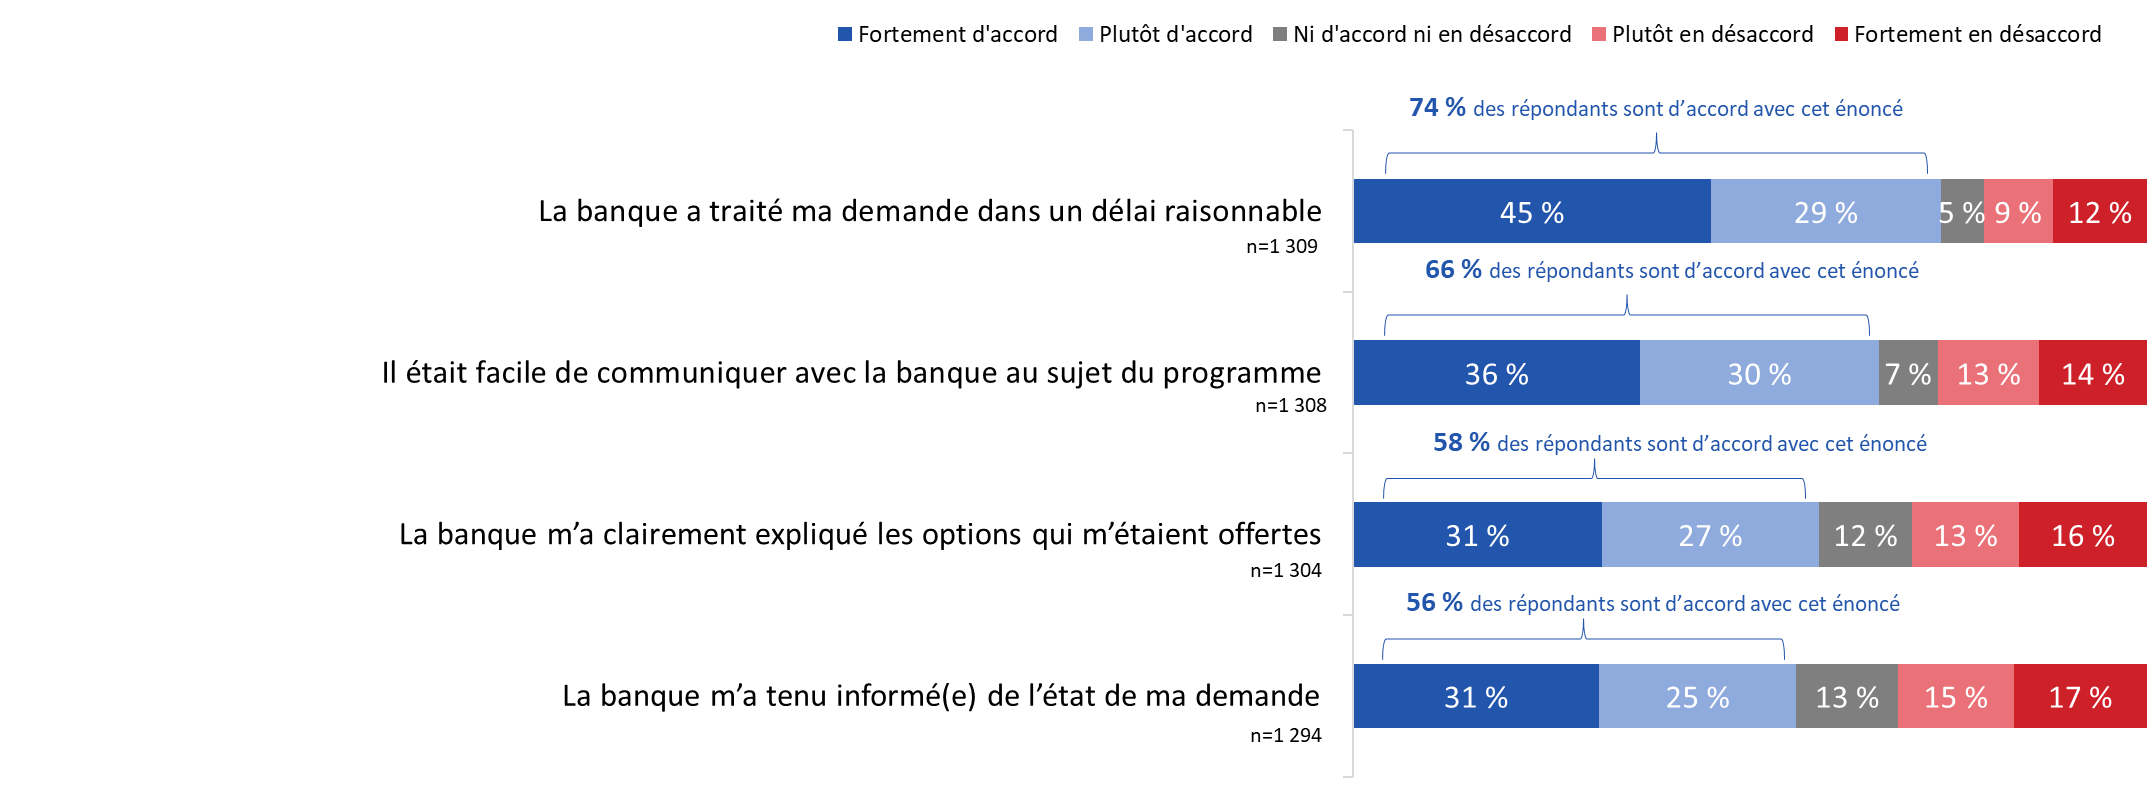 Fortement d'accord Plutôt d'accord Ni d'accord ni en désaccord Plutôt en désaccord Fortement en désaccord
74 % des répondants sont d’accord avec cet énoncé
La banque a traité ma demande dans un délai raisonnable 45 % 29 % 5 % 9 % 12 %
n=1 309
66 % des répondants sont d’accord avec cet énoncé
Il était facile de communiquer avec la banque au sujet du programme 36 % 30 % 7 % 13 % 14 %
n=1 308
58 % des répondants sont d’accord avec cet énoncé
La banque m’a clairement expliqué les options qui m’étaient offertes 31 % 27 % 12 % 13 % 16 %
n=1 304
56 % des répondants sont d’accord avec cet énoncé
La banque m’a tenu informé(e) de l’état de ma demande 31 % 25 % 13 % 15 % 17 %
n=1 294